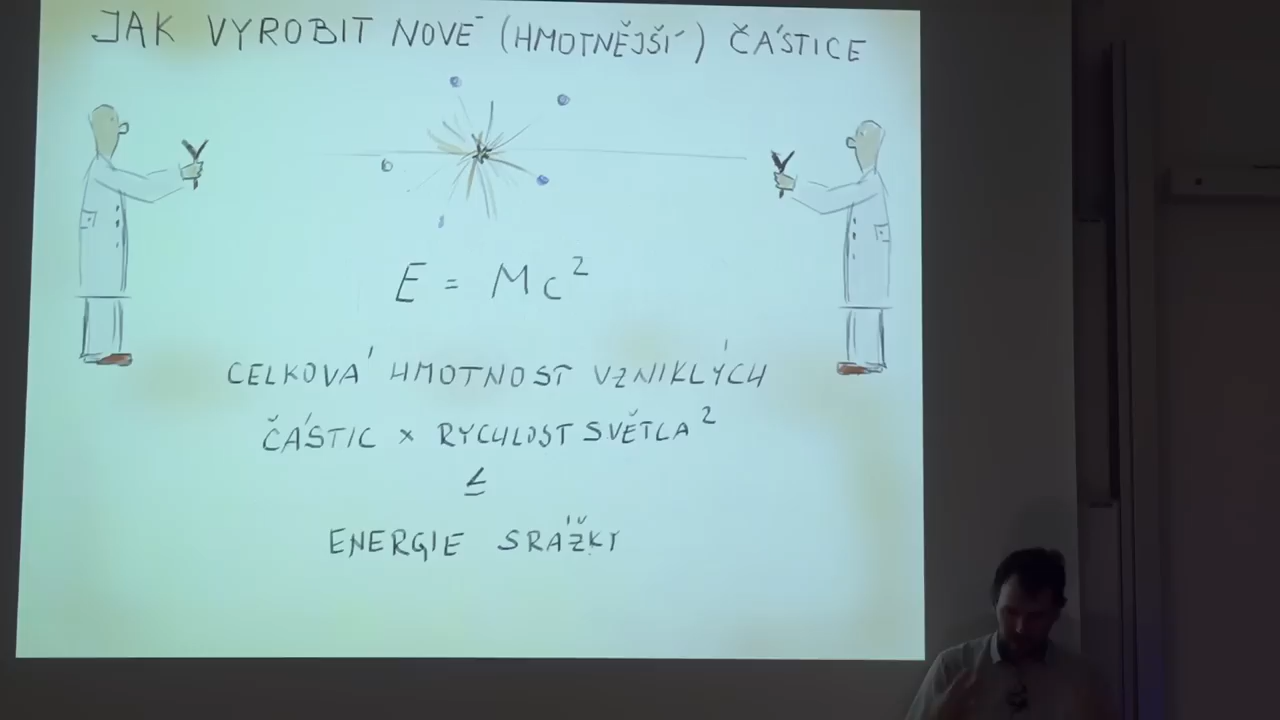 JAK VYROBIT NOVÉ (HMOTNĚJŠÍ) ČÁSTICE
E = Mc²
CELKOVÁ HMOTNOST VZNIKLÝCH
ČÁSTIC × RYCHLOST SVĚTLA²
≤
ENERGIE SRÁŽKY